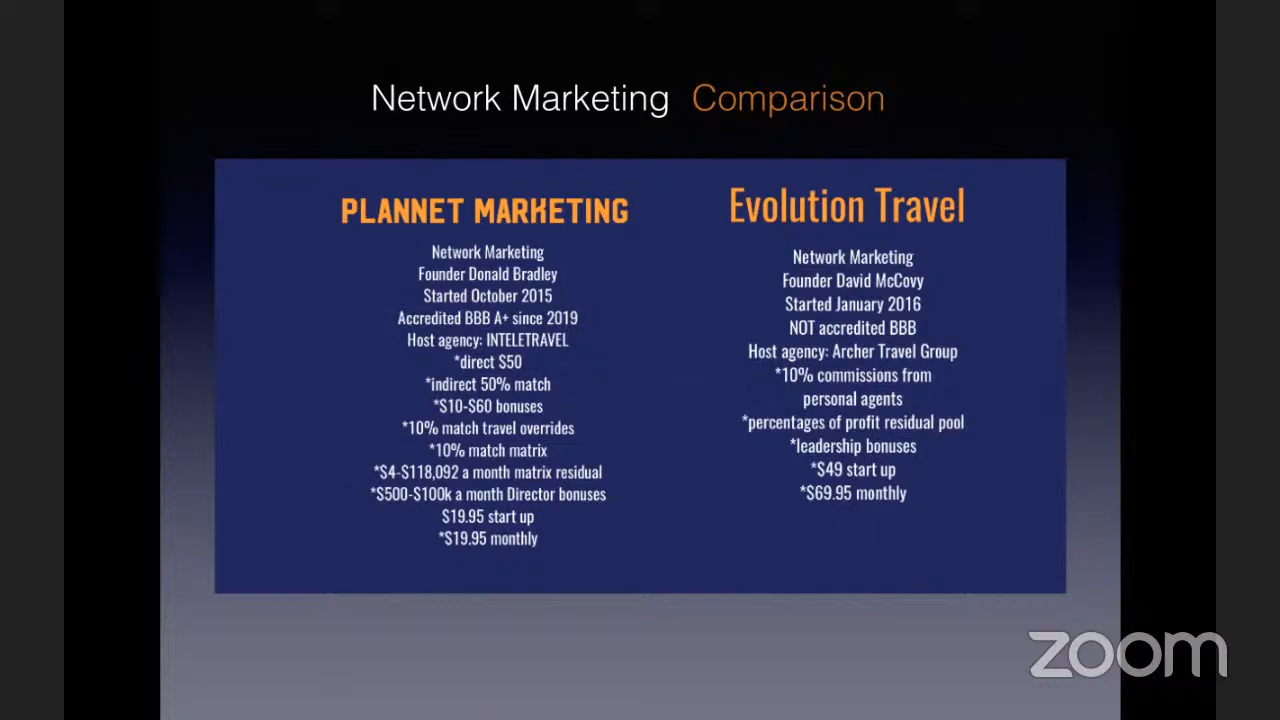 Network Marketing Comparison
PLANNET MARKETING
Network Marketing
Founder Donald Bradley
Started October 2015
Accredited BBB A+ since 2019
Host agency: INTELETRAVEL
*direct $50
*indirect 50% match
*$10-$60 bonuses
*10% match travel overrides
*10% match matrix
*$4-$118,092 a month matrix residual
*$500-$100k a month Director bonuses
$19.95 start up
*$19.95 monthly
Evolution Travel
Network Marketing
Founder David McCovy
Started January 2016
NOT accredited BBB
Host agency: Archer Travel Group
*10% commissions from
personal agents
*percentages of profit residual pool
*leadership bonuses
*$49 start up
*$69.95 monthly
zoom